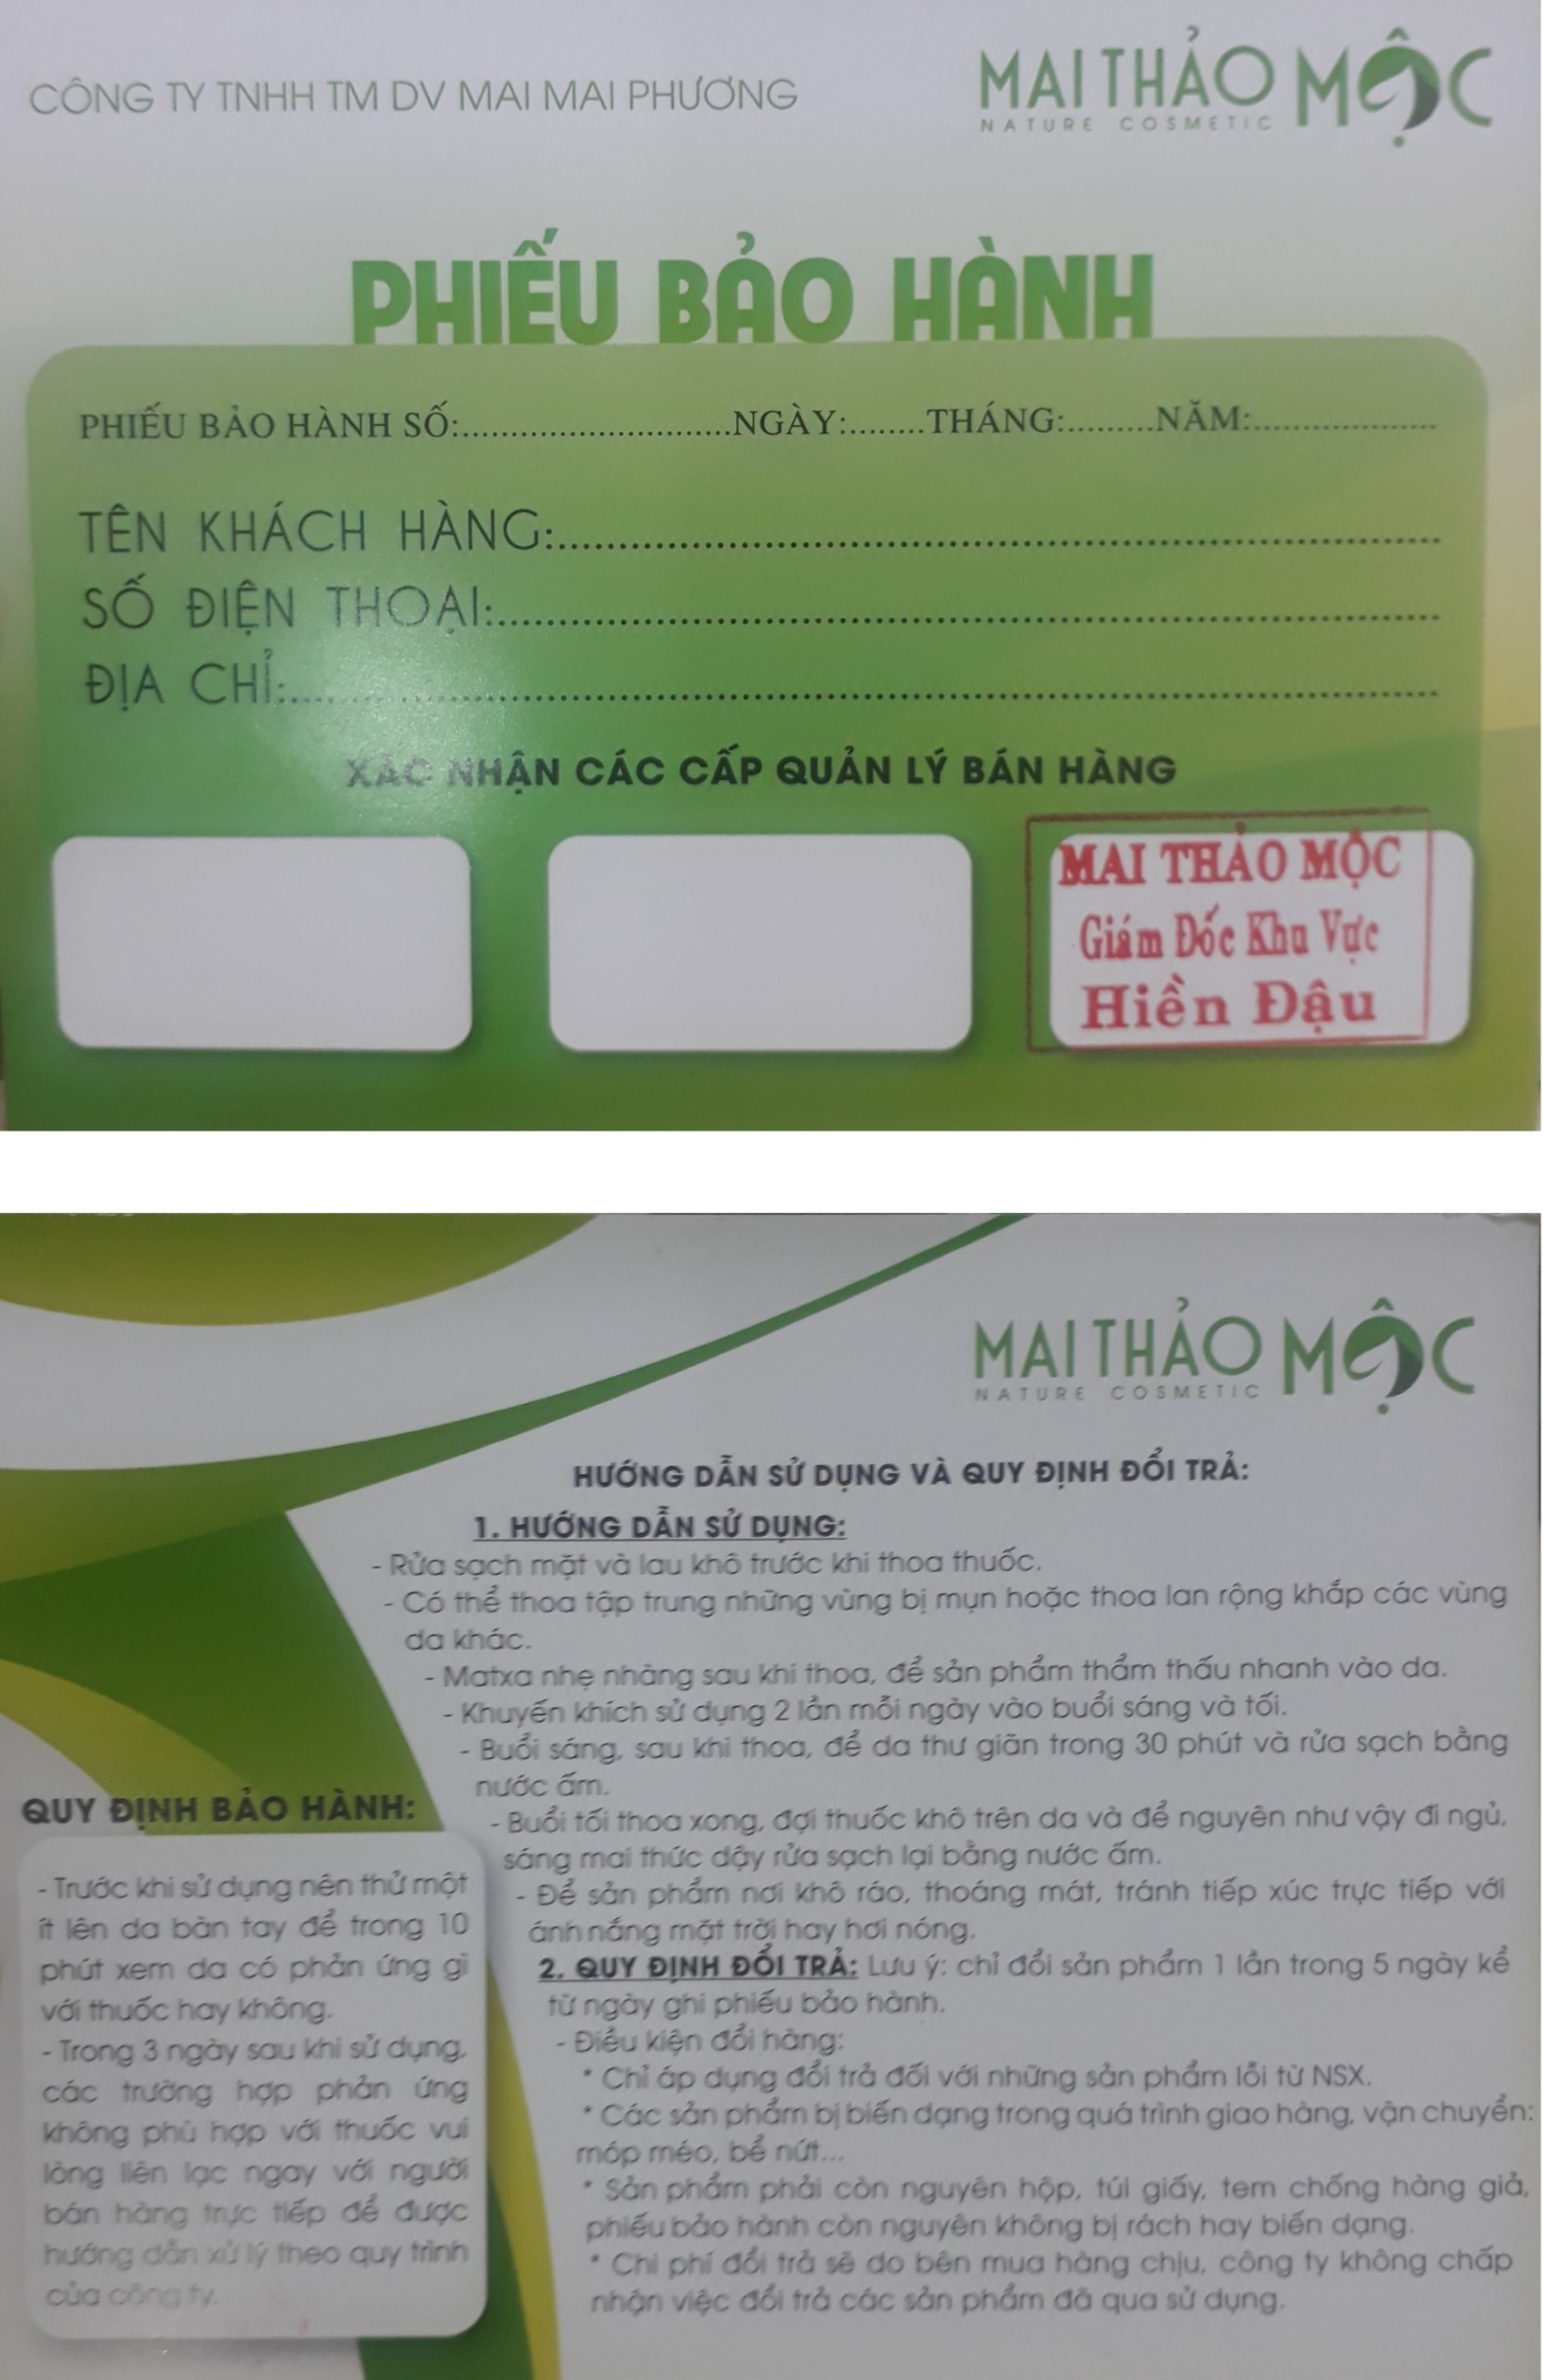 CÔNG TY TNHH TM DV MAI MAI PHƯƠNG
MAI THẢO MỘC
NATURE COSMETIC
PHIẾU BẢO HÀNH
PHIẾU BẢO HÀNH SỐ:............................NGÀY:........THÁNG:.........NĂM:...................
TÊN KHÁCH HÀNG:..........................................................................
SỐ ĐIỆN THOẠI:...............................................................................
ĐỊA CHỈ:................................................................................................
XÁC NHẬN CÁC CẤP QUẢN LÝ BÁN HÀNG
MAI THẢO MỘC
Giám Đốc Khu Vực
Hiền Đậu
MAI THẢO MỘC
NATURE COSMETIC
HƯỚNG DẪN SỬ DỤNG VÀ QUY ĐỊNH ĐỔI TRẢ:
1. HƯỚNG DẪN SỬ DỤNG:
- Rửa sạch mặt và lau khô trước khi thoa thuốc.
- Có thể thoa tập trung những vùng bị mụn hoặc thoa lan rộng khắp các vùng
da khác.
- Matxa nhẹ nhàng sau khi thoa, để sản phẩm thẩm thấu nhanh vào da.
- Khuyến khích sử dụng 2 lần mỗi ngày vào buổi sáng và tối.
- Buổi sáng, sau khi thoa, để da thư giãn trong 30 phút và rửa sạch bằng
nước ấm.
- Buổi tối thoa xong, đợi thuốc khô trên da và để nguyên như vậy đi ngủ,
sáng mai thức dậy rửa sạch lại bằng nước ấm.
- Để sản phẩm nơi khô ráo, thoáng mát, tránh tiếp xúc trực tiếp với
ánh nắng mặt trời hay hơi nóng.
2. QUY ĐỊNH ĐỔI TRẢ: Lưu ý: chỉ đổi sản phẩm 1 lần trong 5 ngày kể
từ ngày ghi phiếu bảo hành.
- Điều kiện đổi hàng:
* Chỉ áp dụng đổi trả đối với những sản phẩm lỗi từ NSX.
* Các sản phẩm bị biến dạng trong quá trình giao hàng, vận chuyển:
móp méo, bể nứt...
* Sản phẩm phải còn nguyên hộp, túi giấy, tem chống hàng giả,
phiếu bảo hành còn nguyên không bị rách hay biến dạng.
* Chi phí đổi trả sẽ do bên mua hàng chịu, công ty không chấp
nhận việc đổi trả các sản phẩm đã qua sử dụng.
QUY ĐỊNH BẢO HÀNH:
- Trước khi sử dụng nên thử một
ít lên da bàn tay để trong 10
phút xem da có phản ứng gì
với thuốc hay không.
- Trong 3 ngày sau khi sử dụng,
các trường hợp phản ứng
không phù hợp với thuốc vui
lòng liên lạc ngay với người
bán hàng trực tiếp để được
hướng dẫn xử lý theo quy trình
của công ty.